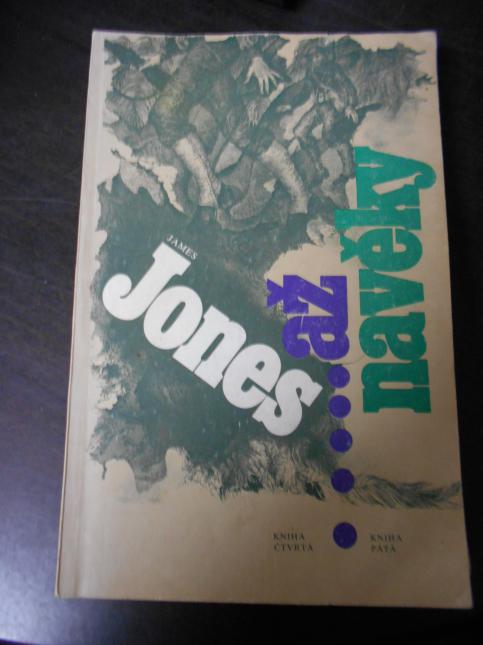 JAMES
Jones
.....až
navěky
KNIHA
ČTVRTÁ
KNIHA
PÁTÁ